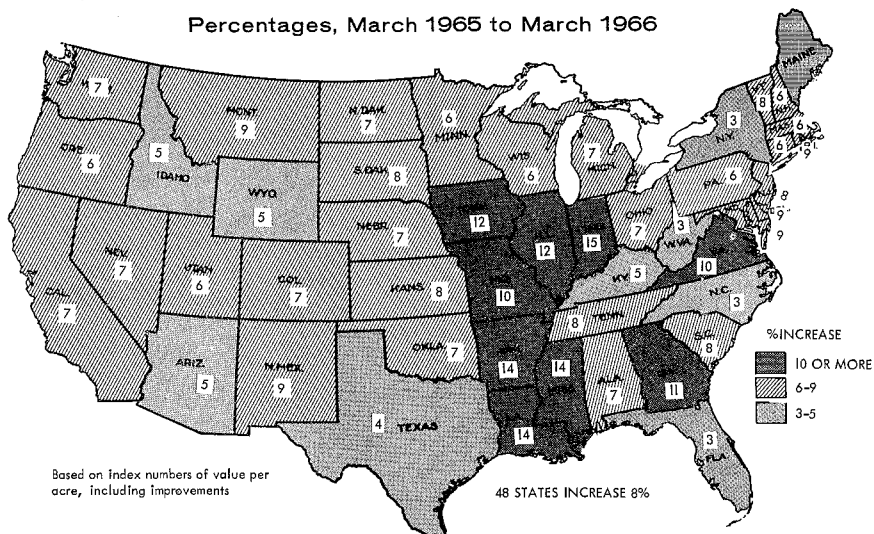 Percentages, March 1965 to March 1966
7
MONT.
9
N. DAK.
7
6
MINN.
ORE.
6
5
IDAHO
WYO.
5
S. DAK.
8
WIS.
6
7
MICH.
3
N.Y.
MAINE
VT.
8
6
6
6
9
PA.
6
8
9
9
NEV.
7
CAL.
7
UTAH
6
COL.
7
NEBR.
7
KANS.
8
12
12
15
OHIO
7
3
W.VA.
10
10
KY.
5
N.C.
3
TENN.
8
S.C.
8
ARIZ.
5
N. MEX.
9
OKLA.
7
14
14
ALA.
7
11
4
TEXAS
14
3
FLA.
%INCREASE
10 OR MORE
6-9
3-5
Based on index numbers of value per
acre, including improvements
48 STATES INCREASE 8%